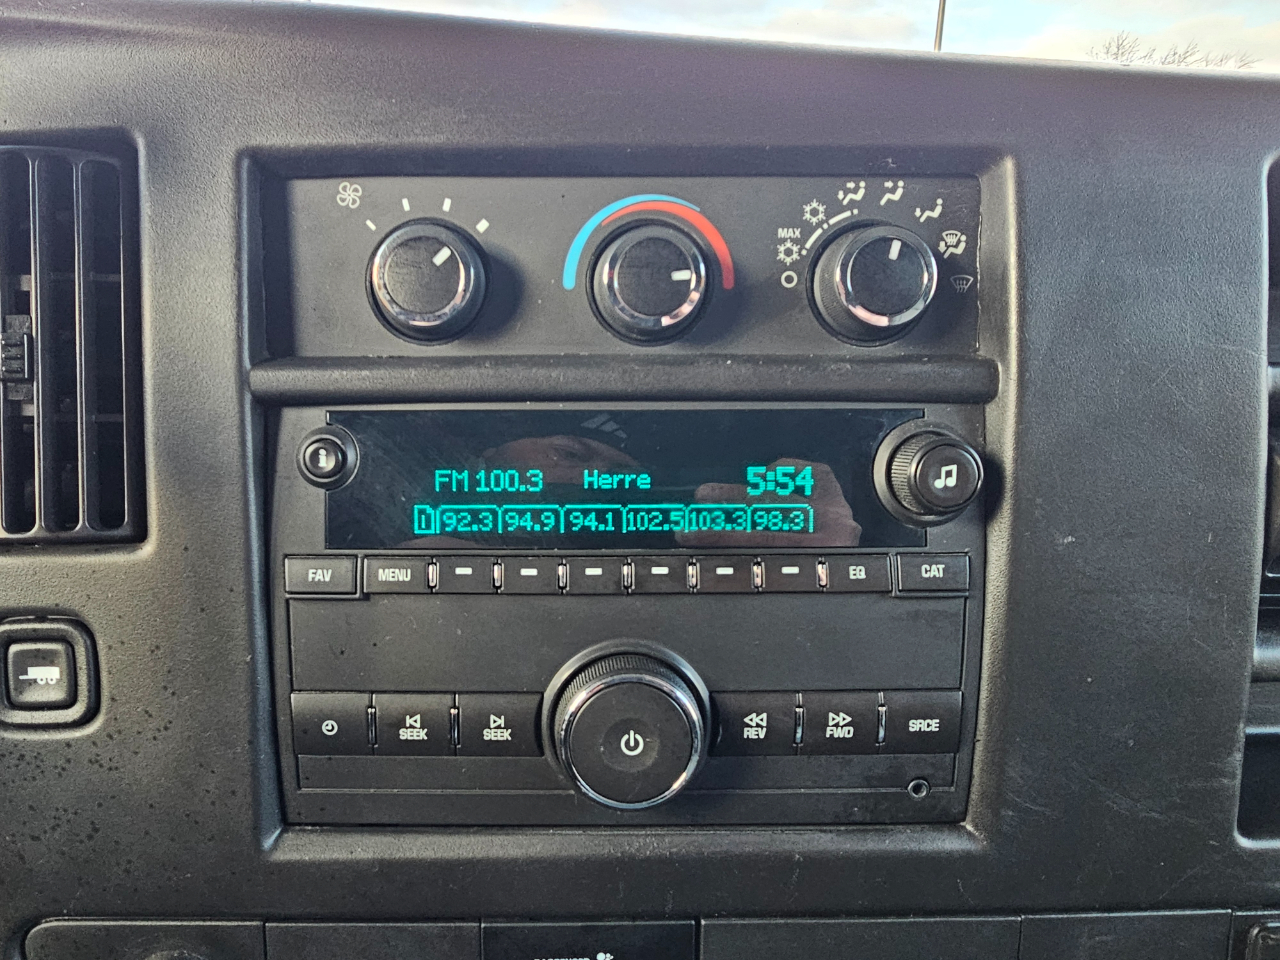 MAX
i
FM 100.3 Herre 5:54
1 92.3 94.9 94.1 102.5 103.3 98.3
FAV MENU EQ CAT
SEEK SEEK REV FWD SRCE